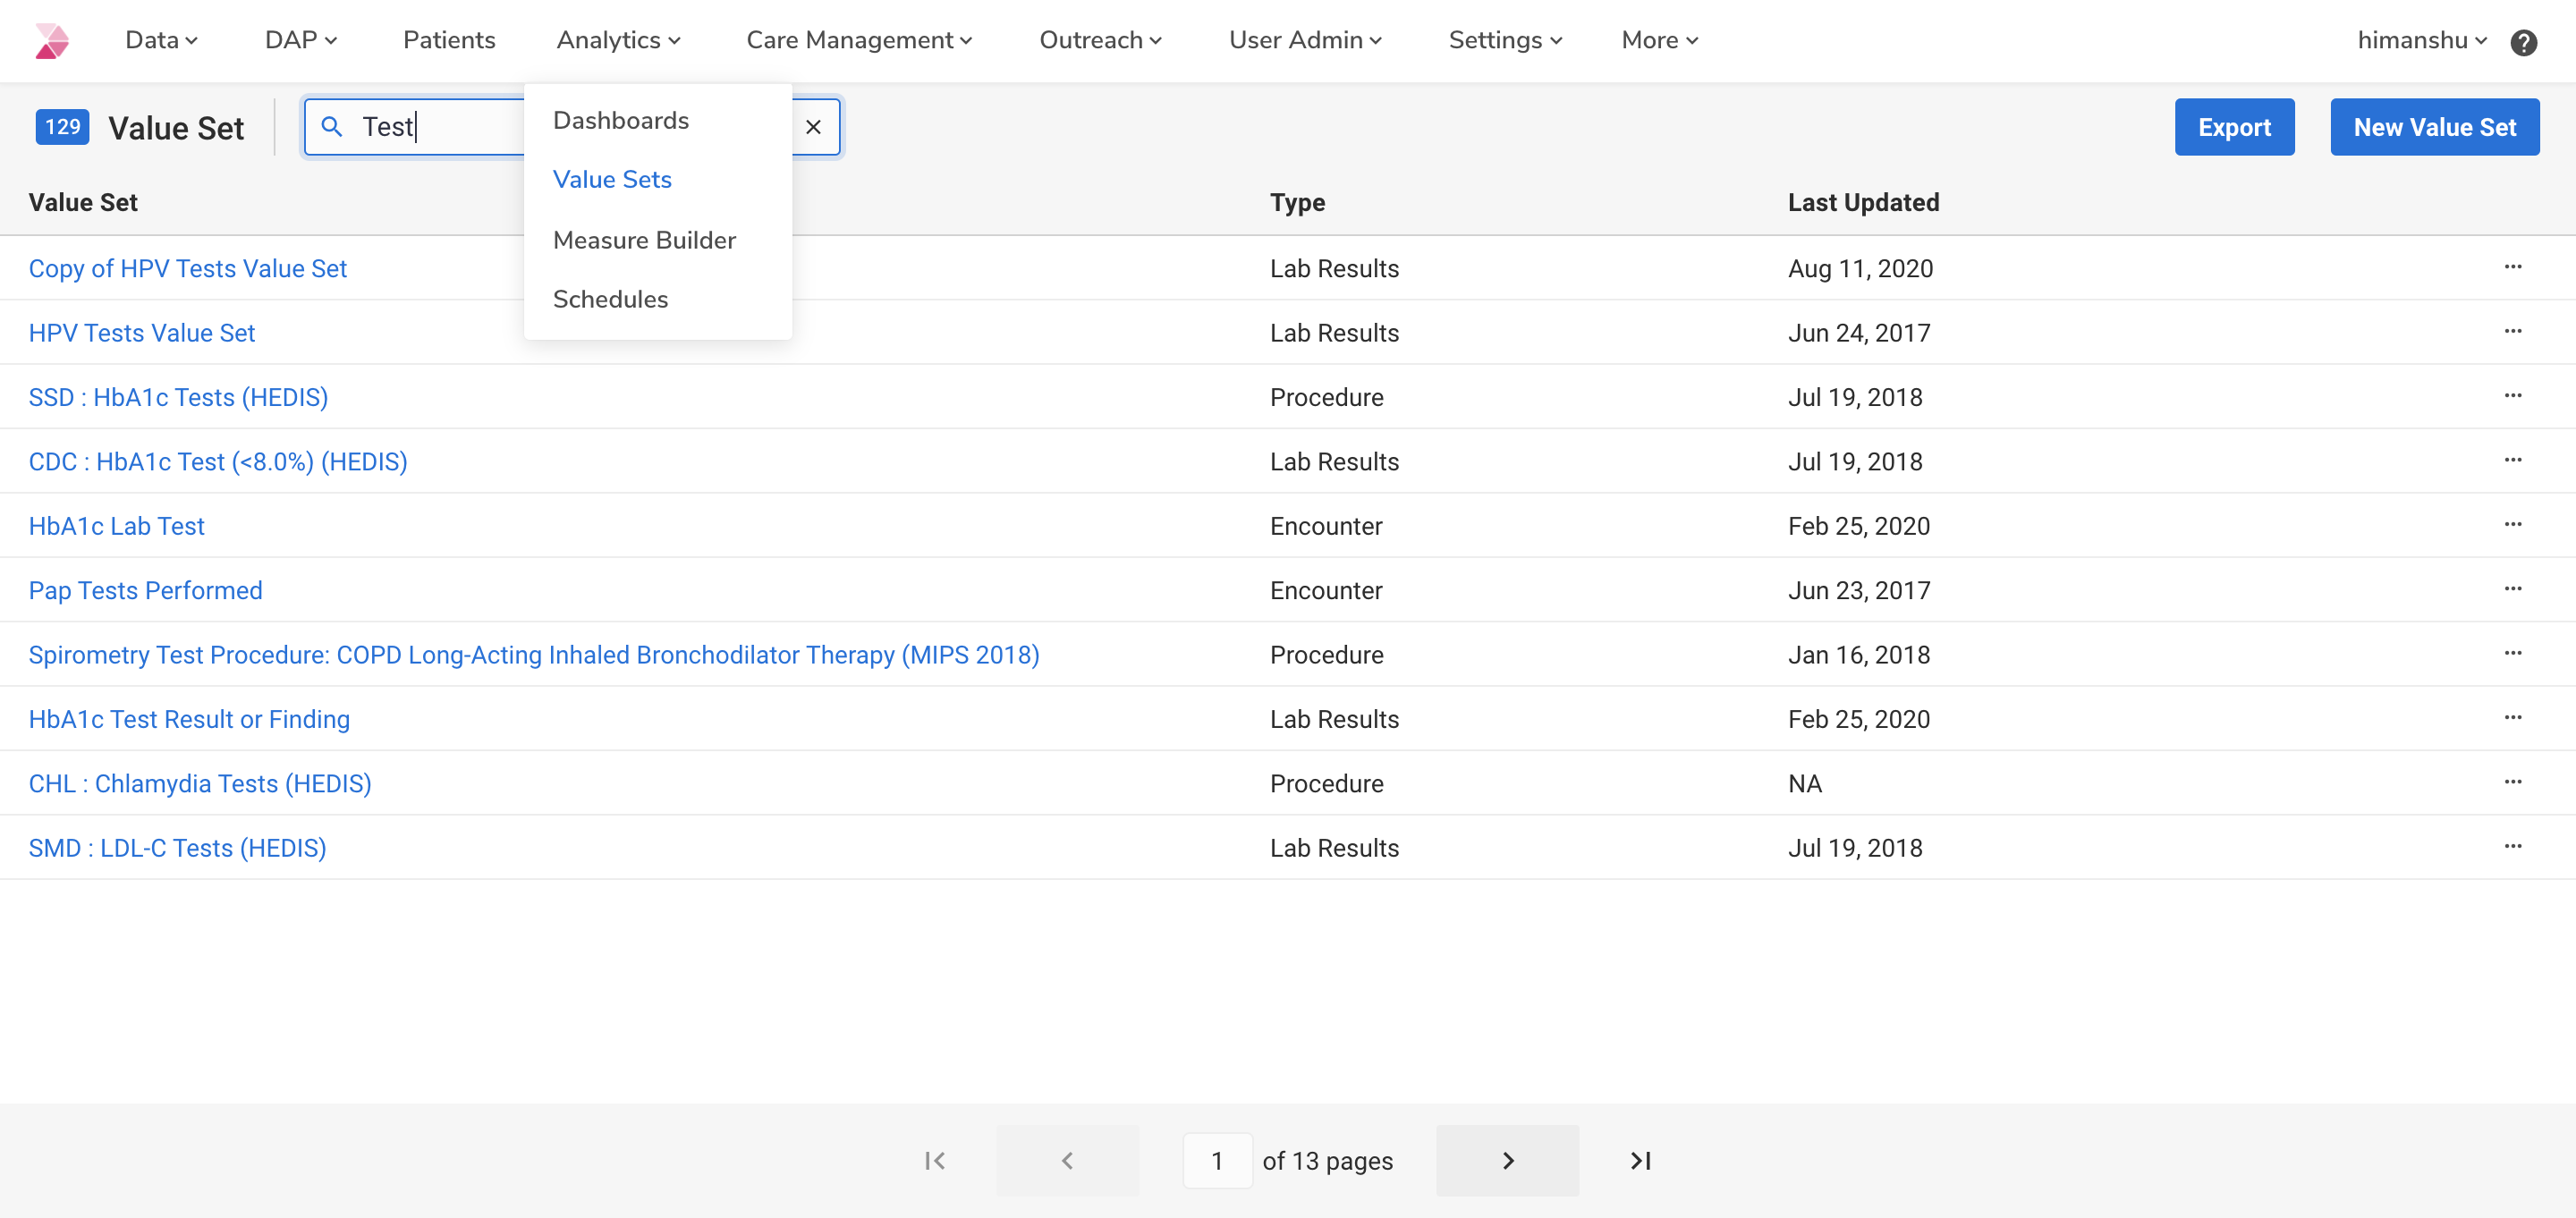 Data DAP Patients Analytics Care Management Outreach User Admin Settings More himanshu ?
129 Value Set Test Export New Value Set
Dashboards
Value Sets
Measure Builder
Schedules
Value Set Type Last Updated
Copy of HPV Tests Value Set Lab Results Aug 11, 2020 ...
HPV Tests Value Set Lab Results Jun 24, 2017 ...
SSD : HbA1c Tests (HEDIS) Procedure Jul 19, 2018 ...
CDC : HbA1c Test (<8.0%) (HEDIS) Lab Results Jul 19, 2018 ...
HbA1c Lab Test Encounter Feb 25, 2020 ...
Pap Tests Performed Encounter Jun 23, 2017 ...
Spirometry Test Procedure: COPD Long-Acting Inhaled Bronchodilator Therapy (MIPS 2018) Procedure Jan 16, 2018 ...
HbA1c Test Result or Finding Lab Results Feb 25, 2020 ...
CHL : Chlamydia Tests (HEDIS) Procedure NA ...
SMD : LDL-C Tests (HEDIS) Lab Results Jul 19, 2018 ...
1 of 13 pages